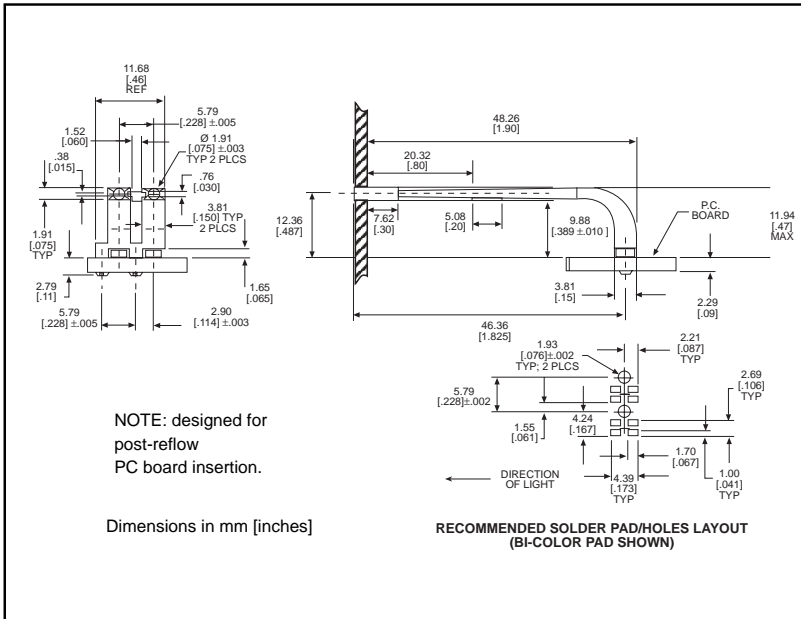 11.68
[.46]
REF
5.79
[.228] ±.005
1.52
[.060]
Ø 1.91
[.075] ±.003
TYP 2 PLCS
.38
[.015]
.76
[.030]
3.81
[.150] TYP
2 PLCS
1.91
[.075]
TYP
2.79
[.11]
1.65
[.065]
5.79
[.228] ±.005
2.90
[.114] ±.003
48.26
[1.90]
20.32
[.80]
12.36
[.487]
7.62
[.30]
5.08
[.20]
9.88
[.389 ±.010 ]
P.C.
BOARD
11.94
[.47]
MAX
3.81
[.15]
2.29
[.09]
46.36
[1.825]
1.93
[.076]±.002
TYP; 2 PLCS
2.21
[.087]
TYP
5.79
[.228]±.002
2.69
[.106]
TYP
1.55
[.061]
4.24
[.167]
1.70
[.067]
1.00
[.041]
TYP
4.39
[.173]
TYP
DIRECTION
OF LIGHT
NOTE: designed for
post-reflow
PC board insertion.
Dimensions in mm [inches]
RECOMMENDED SOLDER PAD/HOLES LAYOUT
(BI-COLOR PAD SHOWN)